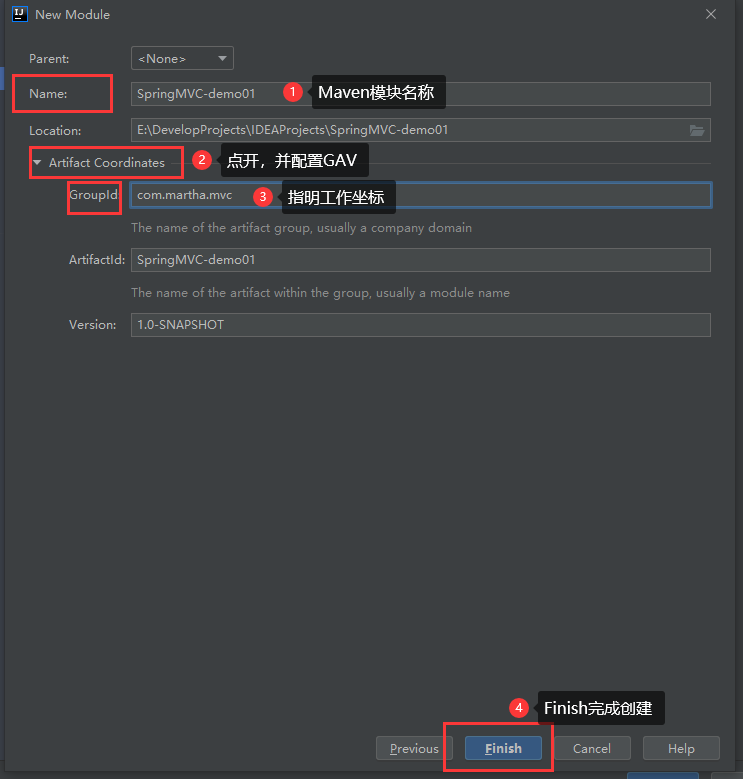 IJ New Module
Parent: <None>
Name: SpringMVC-demo01 1 Maven模块名称
Location: E:\DevelopProjects\IDEAProjects\SpringMVC-demo01
Artifact Coordinates 2 点开，并配置GAV
GroupId: com.martha.mvc 3 指明工作坐标
The name of the artifact group, usually a company domain
ArtifactId: SpringMVC-demo01
The name of the artifact within the group, usually a module name
Version: 1.0-SNAPSHOT
4 Finish完成创建
Previous Finish Cancel Help